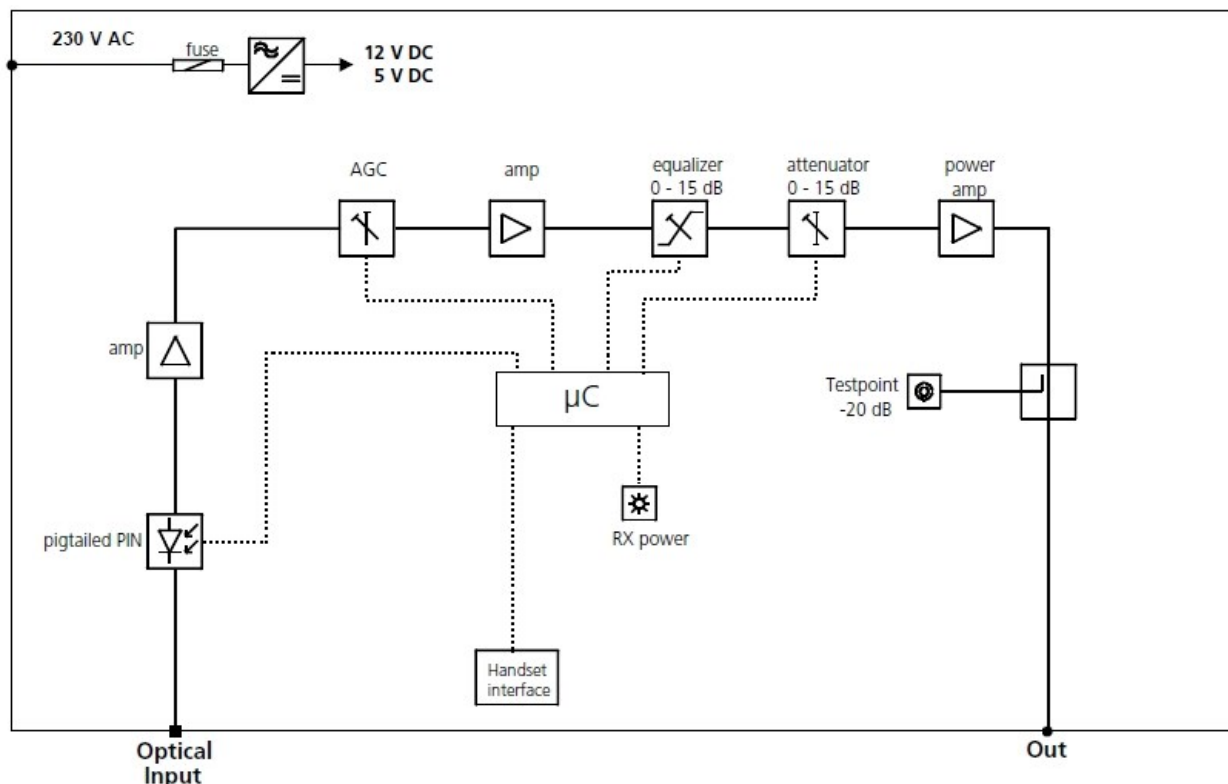 230 V AC
fuse
12 V DC
5 V DC
AGC
amp
equalizer
0 - 15 dB
attenuator
0 - 15 dB
power
amp
amp
µC
Testpoint
-20 dB
pigtailed PIN
RX power
Handset
interface
Optical
Input
Out